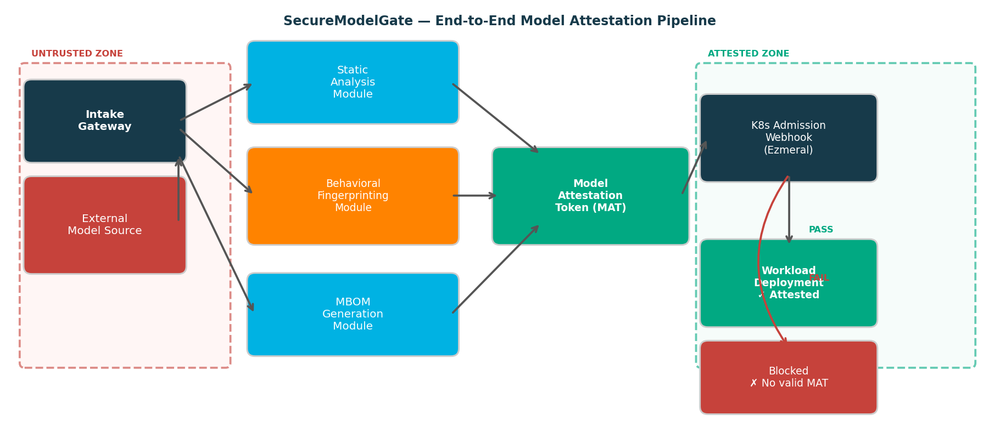 SecureModelGate — End-to-End Model Attestation Pipeline
UNTRUSTED ZONE
Intake
Gateway
External
Model Source
Static
Analysis
Module
Behavioral
Fingerprinting
Module
MBOM
Generation
Module
Model
Attestation
Token (MAT)
ATTESTED ZONE
K8s Admission
Webhook
(Ezmeral)
PASS
Workload
FAIL
Deployment
✓ Attested
Blocked
✗ No valid MAT